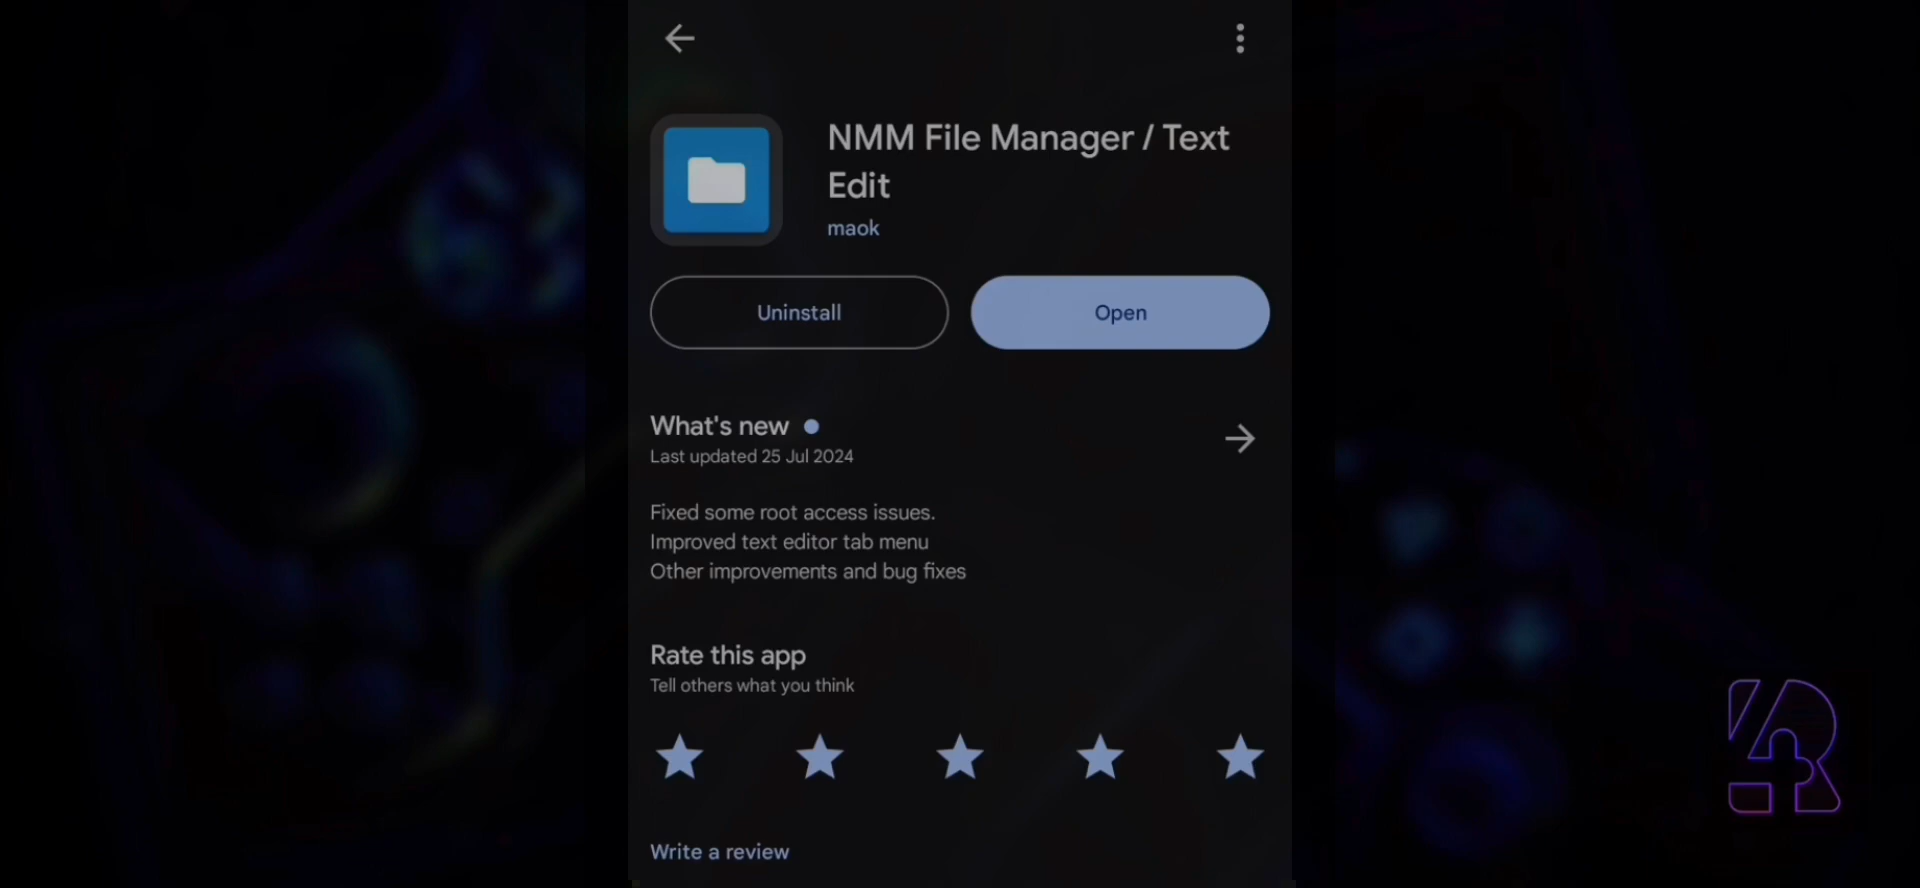 NMM File Manager / Text
Edit
maok
Uninstall
Open
What's new
Last updated 25 Jul 2024
Fixed some root access issues.
Improved text editor tab menu
Other improvements and bug fixes
Rate this app
Tell others what you think
Write a review